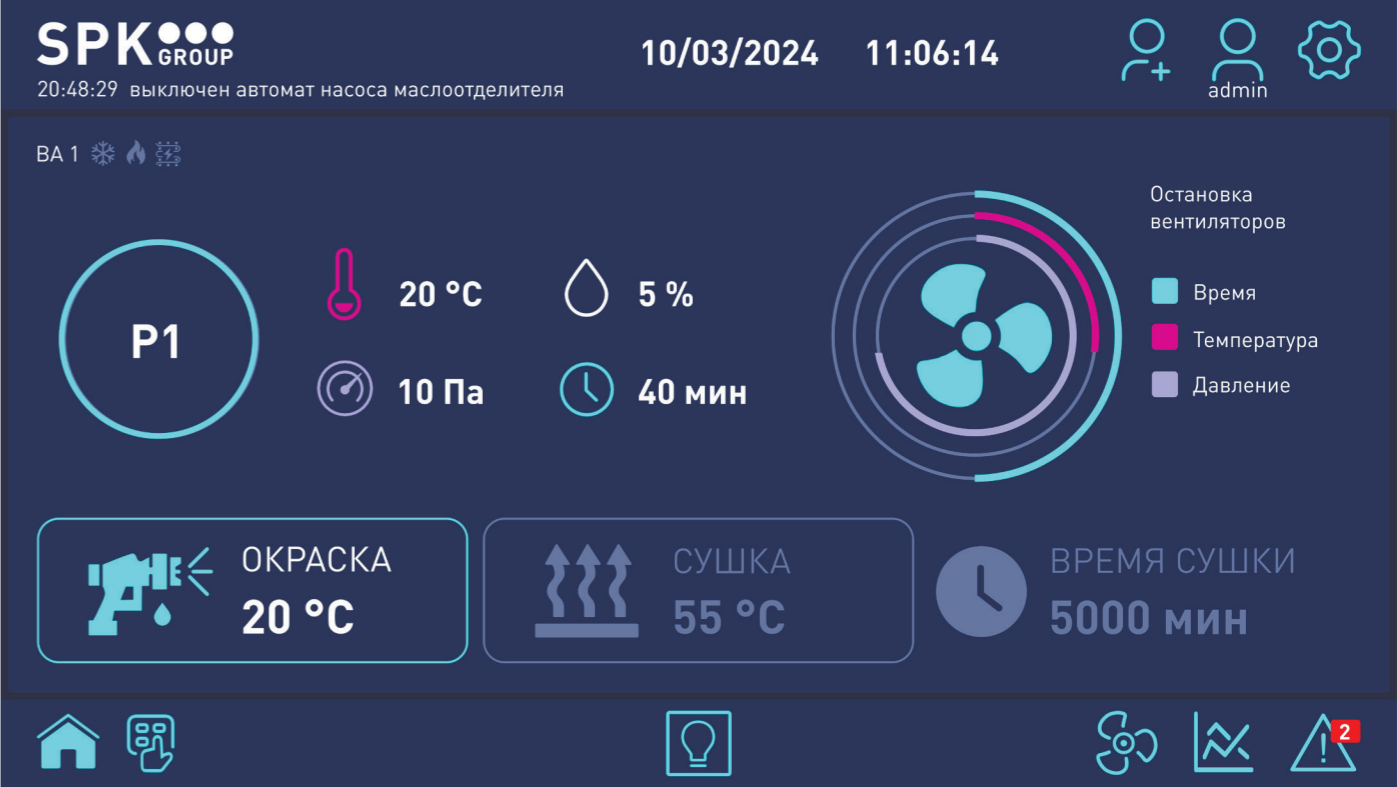 SPK GROUP
10/03/2024 11:06:14
20:48:29 выключен автомат насоса маслоотделителя
admin
ВА 1
P1
20 °C
5 %
10 Па
40 мин
Остановка
вентиляторов
Время
Температура
Давление
ОКРАСКА
20 °C
СУШКА
55 °C
ВРЕМЯ СУШКИ
5000 мин
2